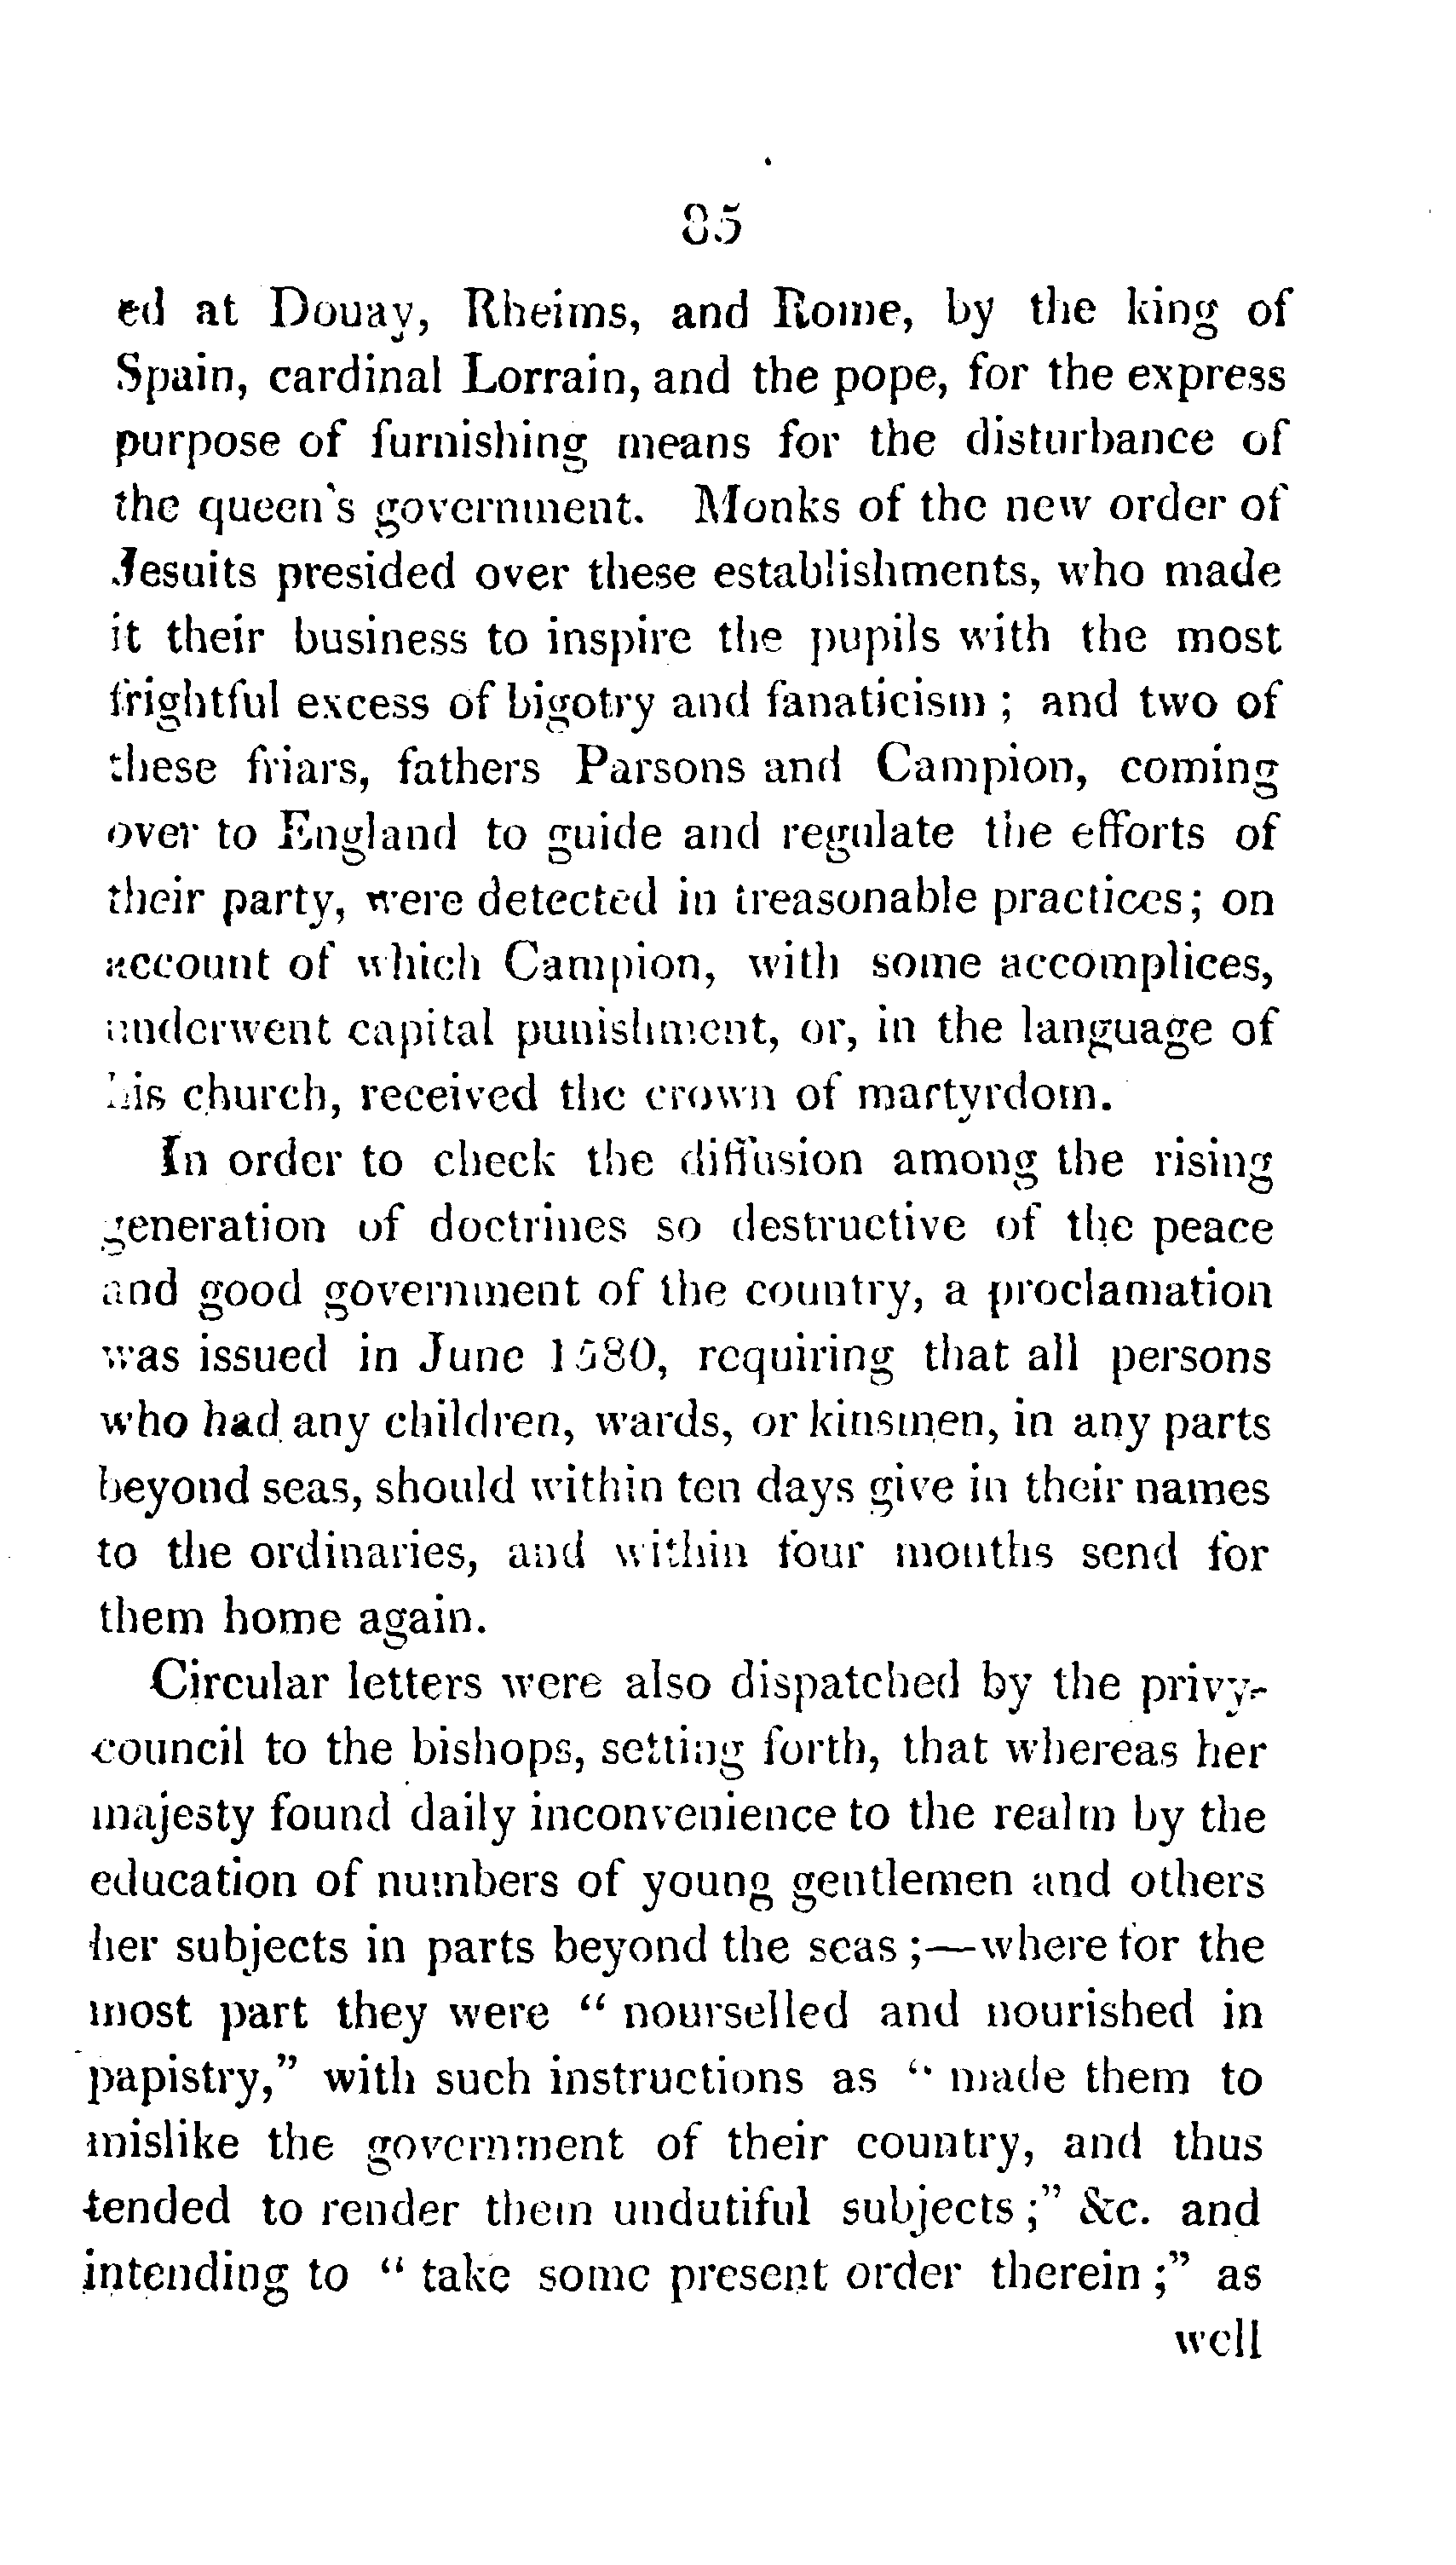 85
ed at Douay, Rheims, and Rome, by the king of
Spain, cardinal Lorrain, and the pope, for the express
purpose of furnishing means for the disturbance of
the queen's government. Monks of the new order of
Jesuits presided over these establishments, who made
it their business to inspire the pupils with the most
frightful excess of bigotry and fanaticism ; and two of
these friars, fathers Parsons and Campion, coming
over to England to guide and regulate the efforts of
their party, were detected in treasonable practices; on
account of which Campion, with some accomplices,
underwent capital punishment, or, in the language of
his church, received the crown of martyrdom.
In order to check the diffusion among the rising
generation of doctrines so destructive of the peace
and good government of the country, a proclamation
was issued in June 1580, requiring that all persons
who had any children, wards, or kinsmen, in any parts
beyond seas, should within ten days give in their names
to the ordinaries, and within four months send for
them home again.
Circular letters were also dispatched by the privy-
council to the bishops, setting forth, that whereas her
majesty found daily inconvenience to the realm by the
education of numbers of young gentlemen and others
her subjects in parts beyond the seas ;—where for the
most part they were “ nourselled and nourished in
papistry,” with such instructions as “ made them to
mislike the government of their country, and thus
tended to render them undutiful subjects ;” &c. and
intending to “ take some present order therein ;” as
well